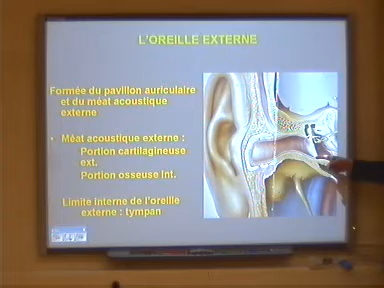 L'OREILLE EXTERNE
Formée du pavillon auriculaire
et du méat acoustique
externe
• Méat acoustique externe :
Portion cartilagineuse
ext.
Portion osseuse int.
Limite interne de l'oreille
externe : tympan